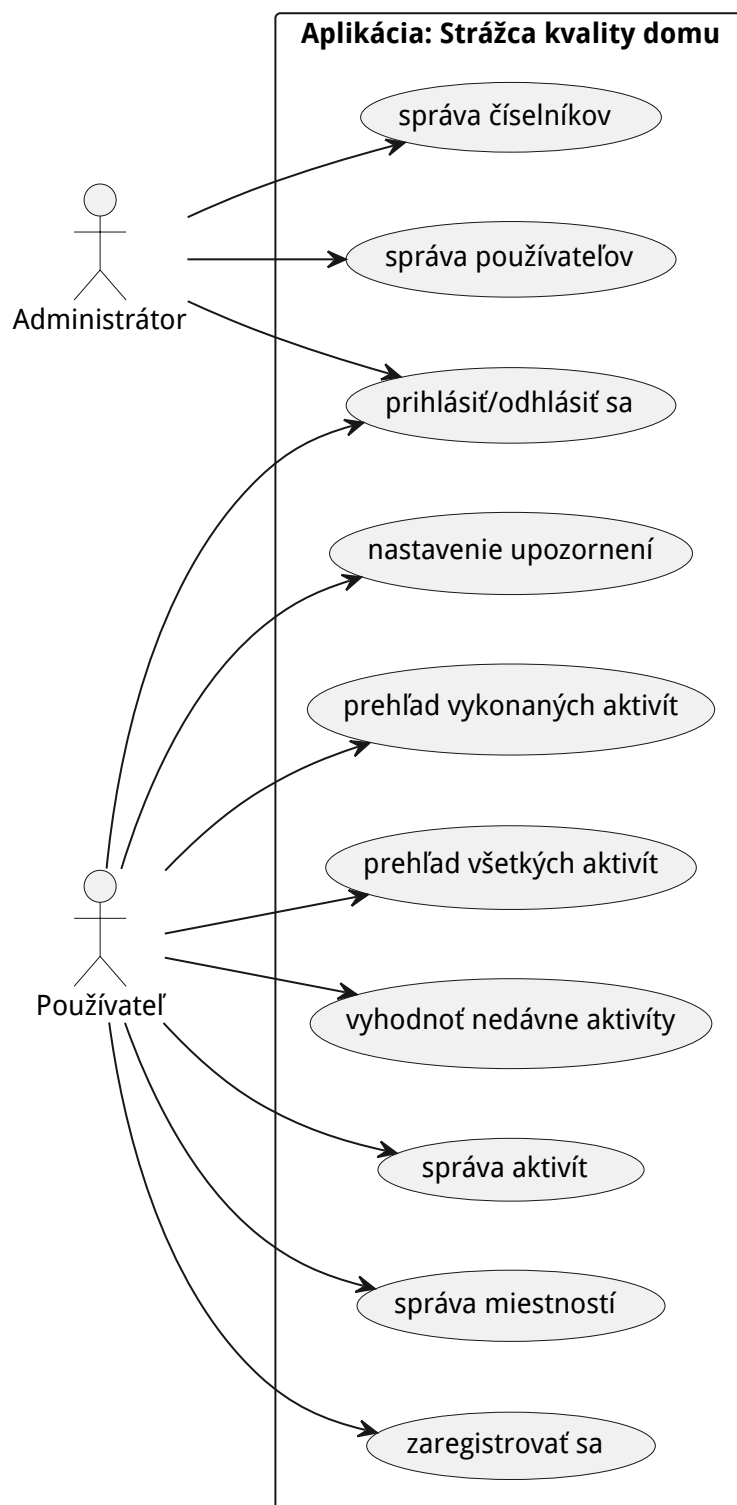 Aplikácia: Strážca kvality domu
správa číselníkov
správa používateľov
Administrátor
prihlásiť/odhlásiť sa
nastavenie upozornení
prehľad vykonaných aktivít
prehľad všetkých aktivít
Používateľ
vyhodnoť nedávne aktivíty
správa aktivít
správa miestností
zaregistrovať sa